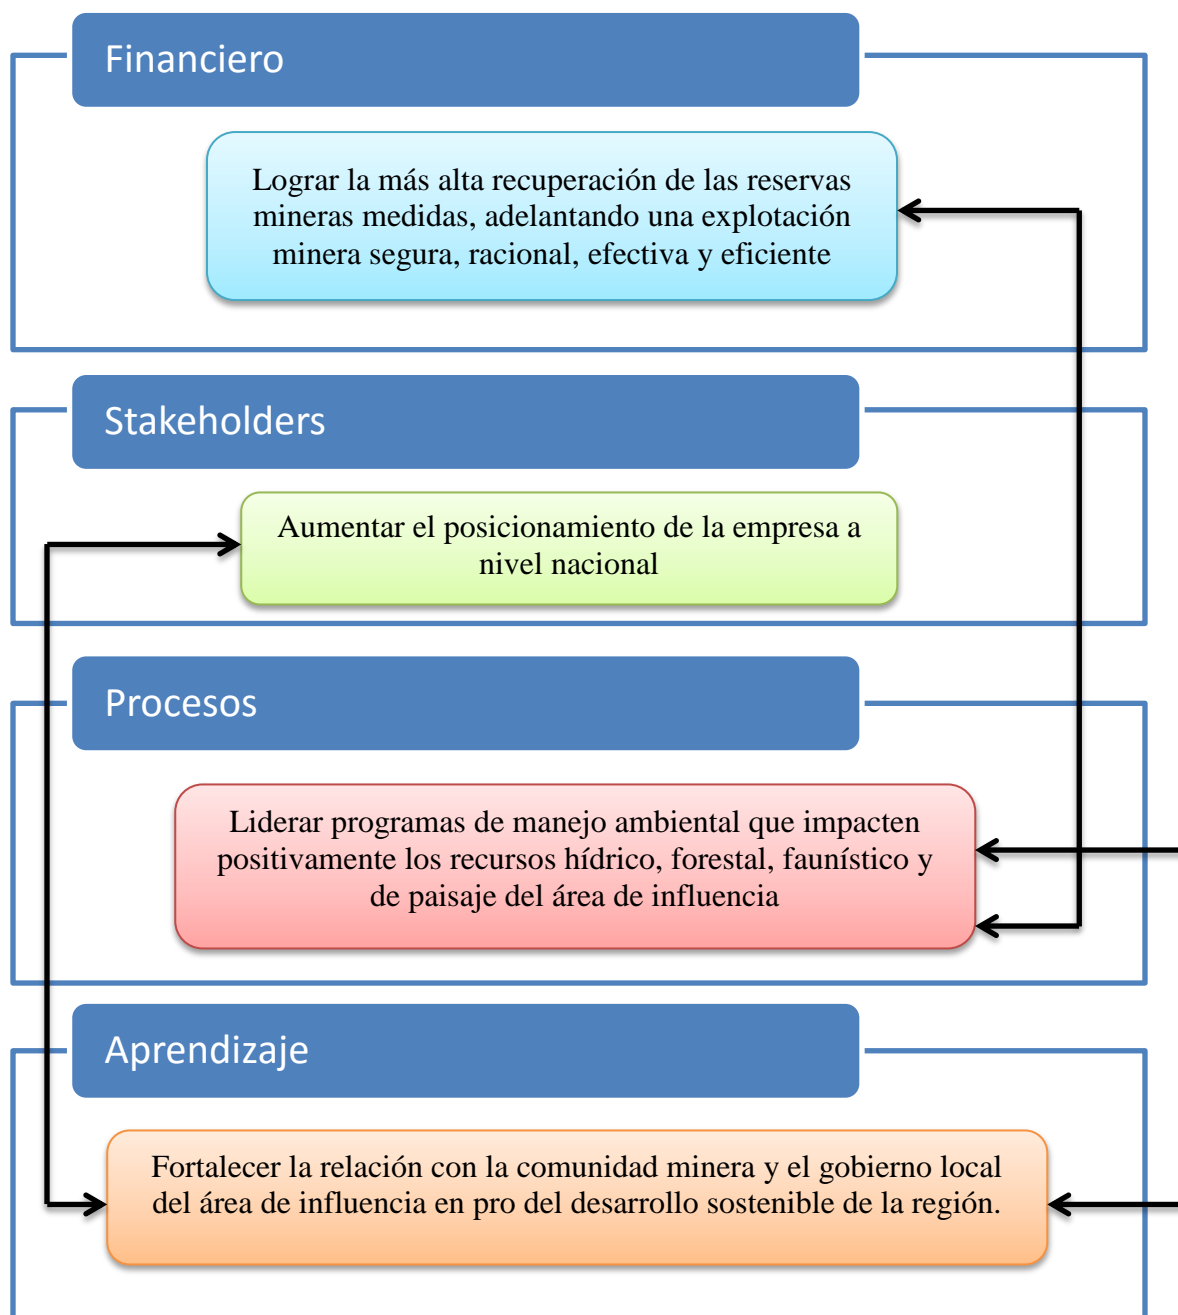 Financiero
Lograr la más alta recuperación de las reservas
mineras medidas, adelantando una explotación
minera segura, racional, efectiva y eficiente
Stakeholders
Aumentar el posicionamiento de la empresa a
nivel nacional
Procesos
Liderar programas de manejo ambiental que impacten
positivamente los recursos hídrico, forestal, faunístico y
de paisaje del área de influencia
Aprendizaje
Fortalecer la relación con la comunidad minera y el gobierno local
del área de influencia en pro del desarrollo sostenible de la región.